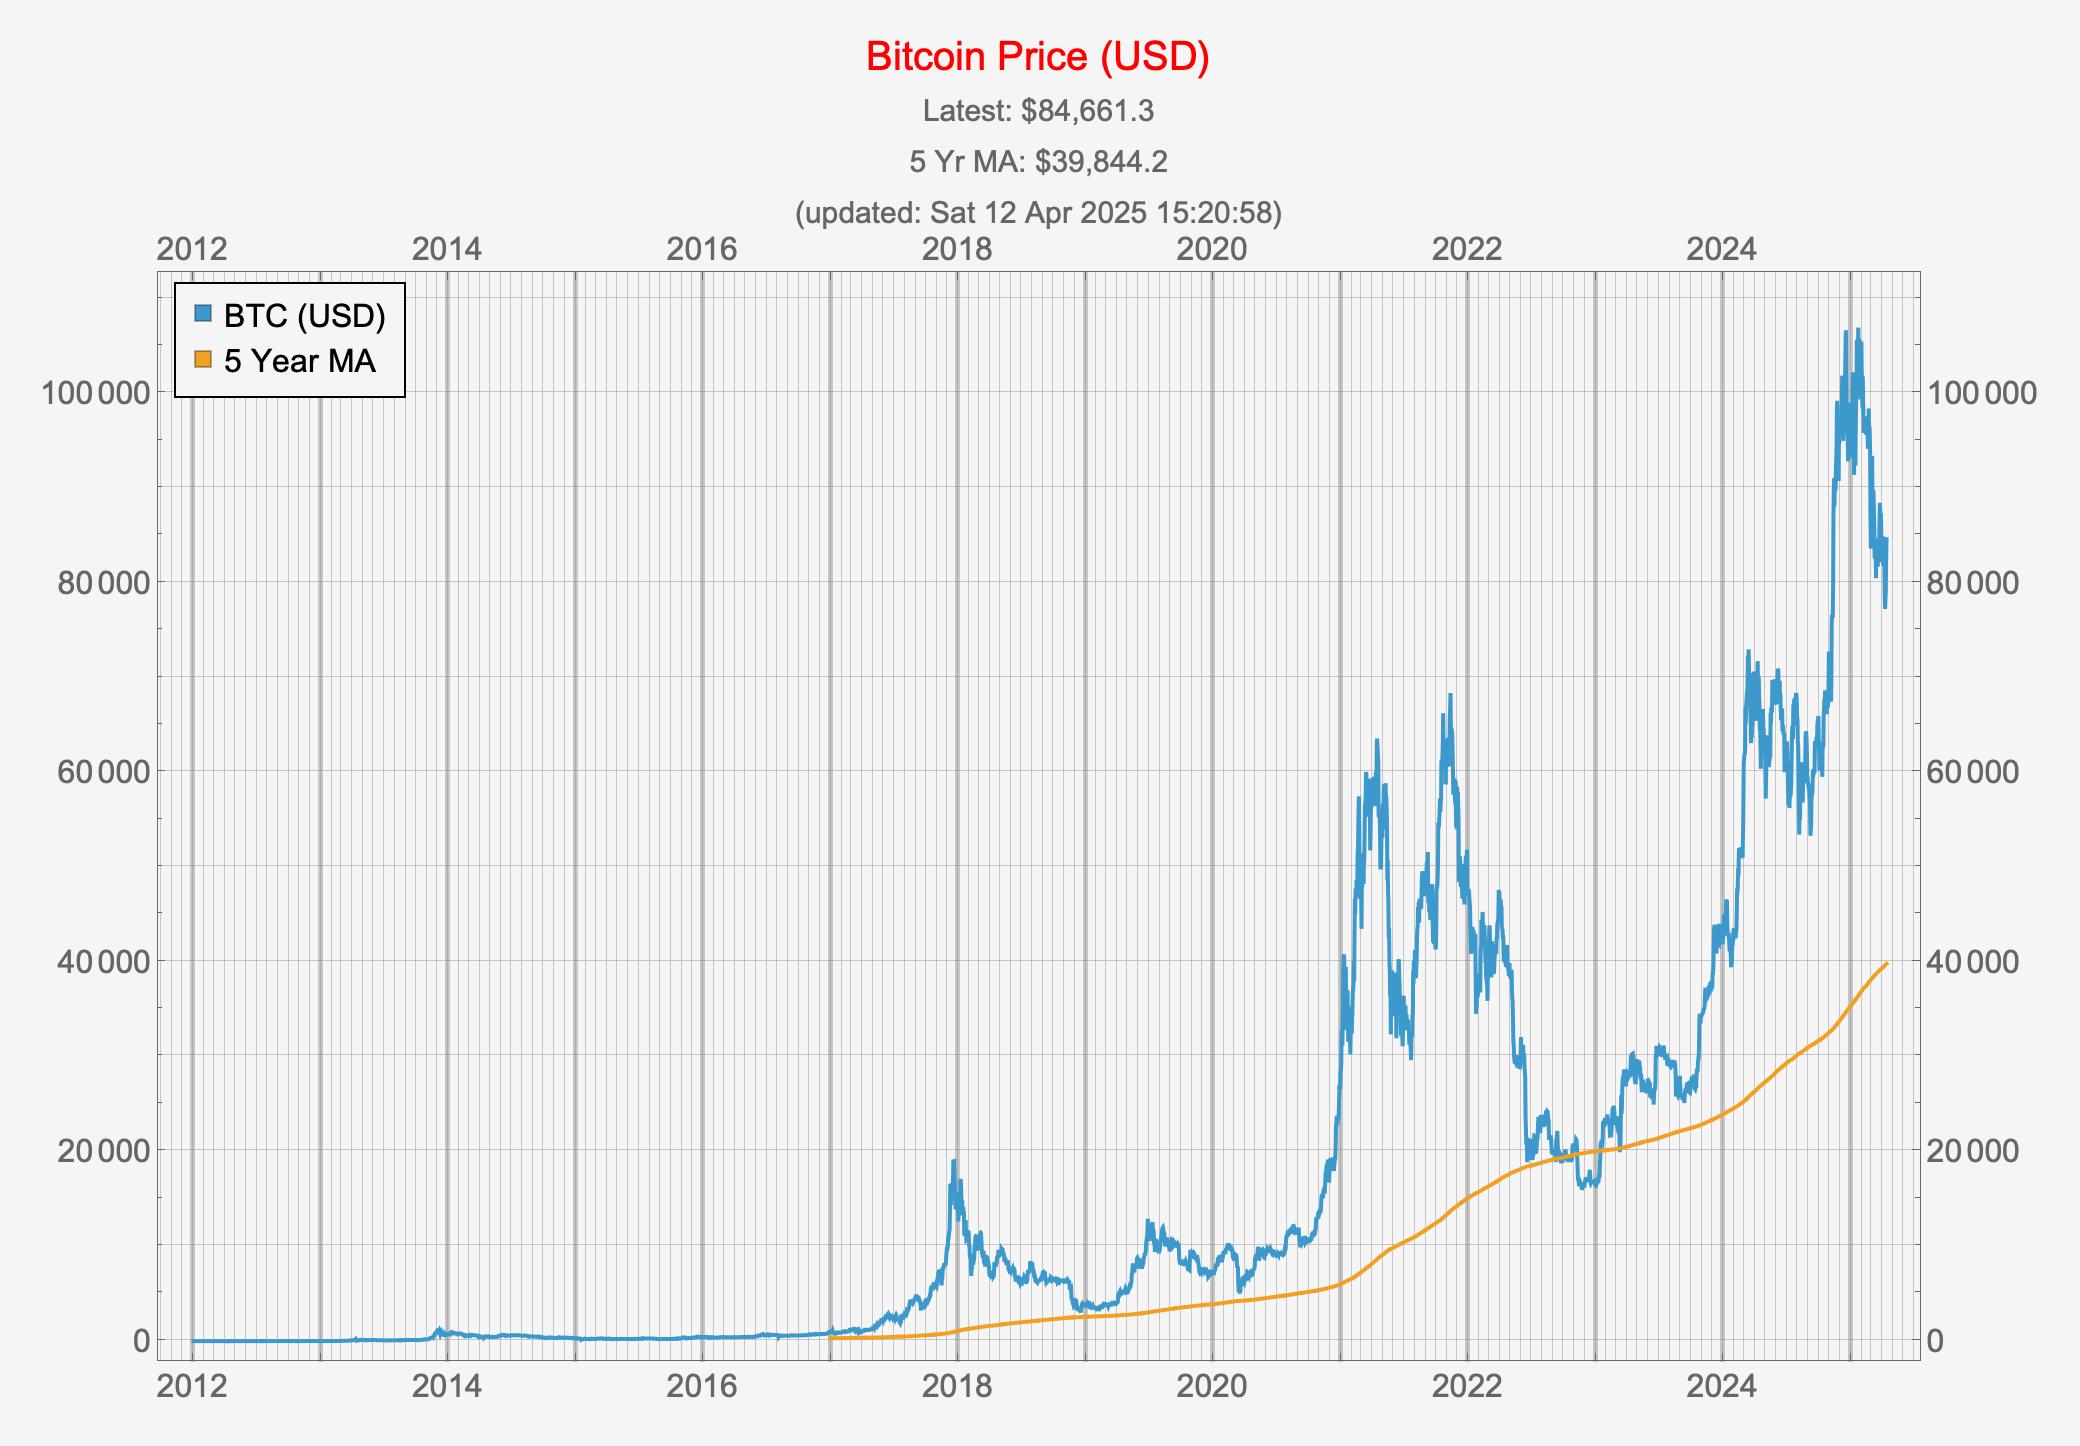 Bitcoin Price (USD)
Latest: $84,661.3
5 Yr MA: $39,844.2
(updated: Sat 12 Apr 2025 15:20:58)
2012 2014 2016 2018 2020 2022 2024
BTC (USD)
5 Year MA
100 000 100 000
80 000 80 000
60 000 60 000
40 000 40 000
20 000 20 000
0 0
2012 2014 2016 2018 2020 2022 2024